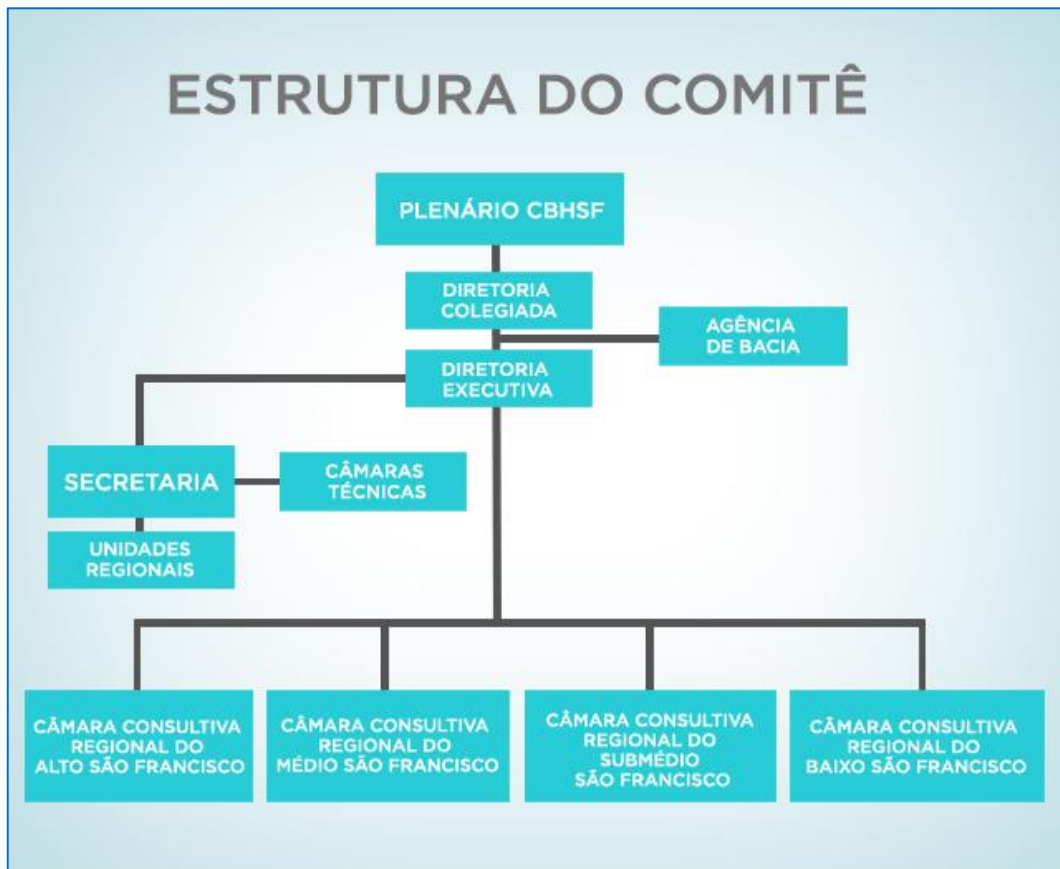 ESTRUTURA DO COMITÊ
PLENÁRIO CBHSF
DIRETORIA
COLEGIADA
AGÊNCIA
DE BACIA
DIRETORIA
EXECUTIVA
SECRETARIA
CÂMARAS
TÉCNICAS
UNIDADES
REGIONAIS
CÂMARA CONSULTIVA
REGIONAL DO
ALTO SÃO FRANCISCO
CÂMARA CONSULTIVA
REGIONAL DO
MÉDIO SÃO FRANCISCO
CÂMARA CONSULTIVA
REGIONAL DO
SUBMÉDIO
SÃO FRANCISCO
CÂMARA CONSULTIVA
REGIONAL DO
BAIXO SÃO FRANCISCO